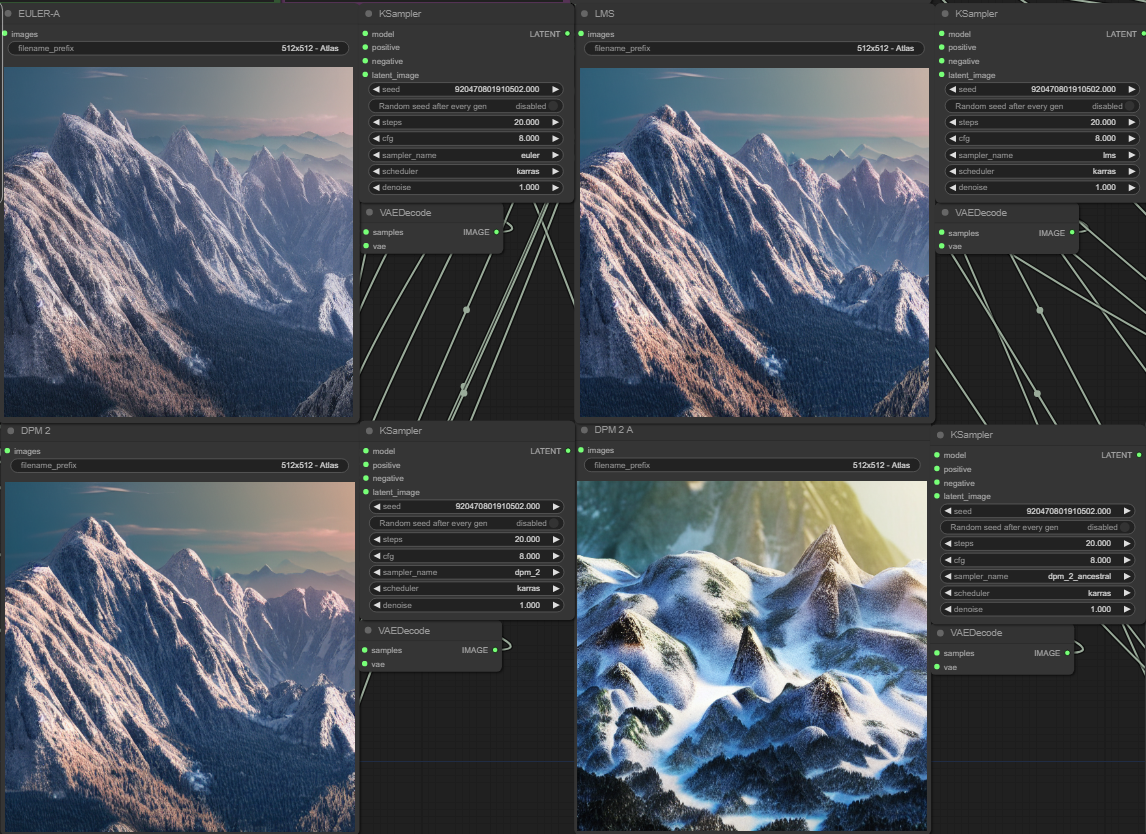 EULER-A
images
filename_prefix 512x512 - Atlas
KSampler
model LATENT
positive
negative
latent_image
seed 920470801910502.000
Random seed after every gen disabled
steps 20.000
cfg 8.000
sampler_name euler
scheduler karras
denoise 1.000
VAEDecode
samples IMAGE
vae
LMS
images
filename_prefix 512x512 - Atlas
KSampler
model LATENT
positive
negative
latent_image
seed 920470801910502.000
Random seed after every gen disabled
steps 20.000
cfg 8.000
sampler_name lms
scheduler karras
denoise 1.000
VAEDecode
samples IMAGE
vae
DPM 2
images
filename_prefix 512x512 - Atlas
KSampler
model LATENT
positive
negative
latent_image
seed 920470801910502.000
Random seed after every gen disabled
steps 20.000
cfg 8.000
sampler_name dpm_2
scheduler karras
denoise 1.000
VAEDecode
samples IMAGE
vae
DPM 2 A
images
filename_prefix 512x512 - Atlas
KSampler
model LATENT
positive
negative
latent_image
seed 920470801910502.000
Random seed after every gen disabled
steps 20.000
cfg 8.000
sampler_name dpm_2_ancestral
scheduler karras
denoise 1.000
VAEDecode
samples IMAGE
vae